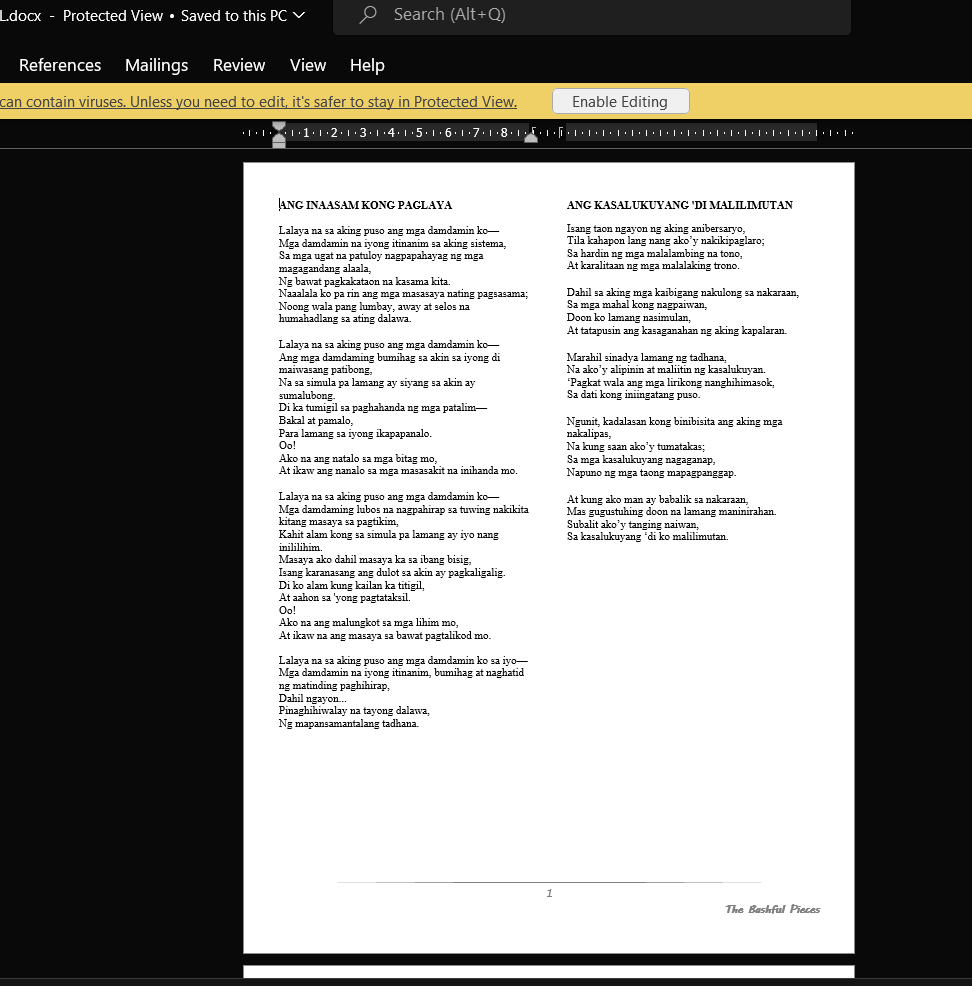 L.docx - Protected View • Saved to this PC
Search (Alt+Q)
References Mailings Review View Help
can contain viruses. Unless you need to edit, it's safer to stay in Protected View.
Enable Editing
1 2 3 4 5 6 7 8
ANG INAASAM KONG PAGLAYA
Lalaya na sa aking puso ang mga damdamin ko—
Mga damdamin na iyong itinanim sa aking sistema,
Sa mga ugat na patuloy nagpapahayag ng mga
magagandang alaala,
Ng bawat pagkakataon na kasama kita.
Naaalala ko pa rin ang mga masasaya nating pagsasama;
Noong wala pang lumbay, away at selos na
humahadlang sa ating dalawa.
Lalaya na sa aking puso ang mga damdamin ko—
Ang mga damdaming bumihag sa akin sa iyong di
maiwasang patibong,
Na sa simula pa lamang ay siyang sa akin ay
sumalubong.
Di ka tumigil sa paghahanda ng mga patalim—
Bakal at pamalo,
Para lamang sa iyong ikapapanalo.
Oo!
Ako na ang natalo sa mga bitag mo,
At ikaw ang nanalo sa mga masasakit na inihanda mo.
Lalaya na sa aking puso ang mga damdamin ko—
Mga damdaming lubos na nagpahirap sa tuwing nakikita
kitang masaya sa pagtikim,
Kahit alam kong sa simula pa lamang ay iyo nang
inililihim.
Masaya ako dahil masaya ka sa ibang bisig,
Isang karanasang ang dulot sa akin ay pagkaligalig.
Di ko alam kung kailan ka titigil,
At aahon sa 'yong pagtataksil.
Oo!
Ako na ang malungkot sa mga lihim mo,
At ikaw na ang masaya sa bawat pagtalikod mo.
Lalaya na sa aking puso ang mga damdamin ko sa iyo—
Mga damdamin na iyong itinanim, bumihag at naghatid
ng matinding paghihirap,
Dahil ngayon...
Pinaghihiwalay na tayong dalawa,
Ng mapansamantalang tadhana.
ANG KASALUKUYANG 'DI MALILIMUTAN
Isang taon ngayon ng aking anibersaryo,
Tila kahapon lang nang ako’y nakikipaglaro;
Sa hardin ng mga malalambing na tono,
At karalitaan ng mga malalaking trono.
Dahil sa aking mga kaibigang nakulong sa nakaraan,
Sa mga mahal kong nagpaiwan,
Doon ko lamang nasimulan,
At tatapusin ang kasaganahan ng aking kapalaran.
Marahil sinadya lamang ng tadhana,
Na ako’y alipinin at maliitin ng kasalukuyan.
‘Pagkat wala ang mga lirikong nanghihimasok,
Sa dati kong iniingatang puso.
Ngunit, kadalasan kong binibisita ang aking mga
nakalipas,
Na kung saan ako’y tumatakas;
Sa mga kasalukuyang nagaganap,
Napuno ng mga taong mapagpanggap.
At kung ako man ay babalik sa nakaraan,
Mas gugustuhing doon na lamang maninirahan.
Subalit ako’y tanging naiwan,
Sa kasalukuyang ‘di ko malilimutan.
1
The Bashful Pieces